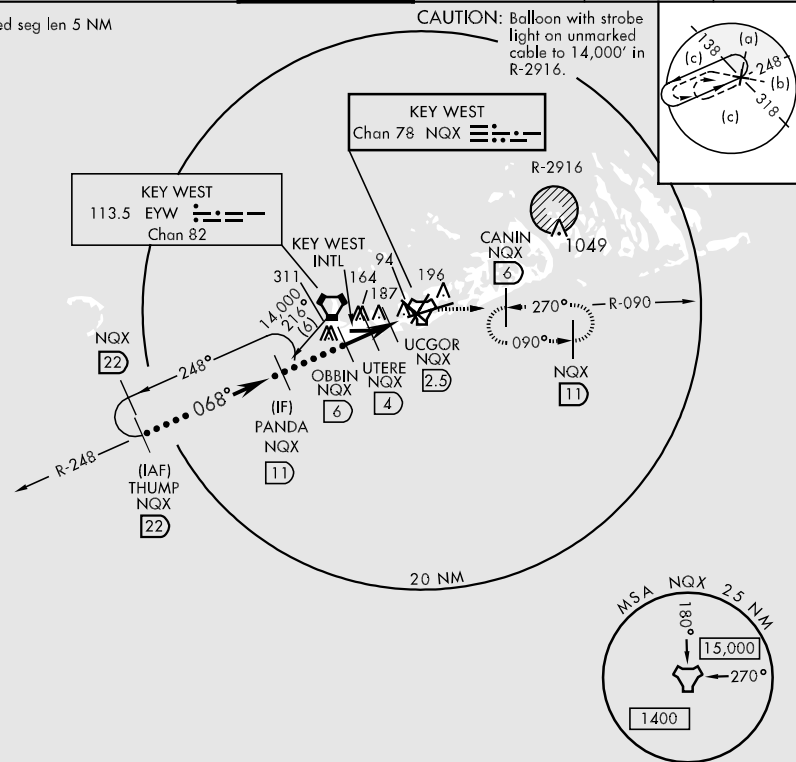 ed seg len 5 NM
CAUTION: Balloon with strobe
light on unmarked
cable to 14,000' in
R-2916.
138
(a)
(c)
248
(b)
(c)
318
KEY WEST
Chan 78 NQX
R-2916
1049
KEY WEST
113.5 EYW
Chan 82
KEY WEST
INTL
94
196
311
164
187
CANIN
NQX
6
14,000
216°
(6)
270°
R-090
090°
NQX
11
NQX
22
248°
068°
OBBIN
NQX
6
UTERE
NQX
4
UCGOR
NQX
2.5
(IF)
PANDA
NQX
11
R-248
(IAF)
THUMP
NQX
22
20 NM
MSA NQX 25 NM
180°
15,000
270°
1400